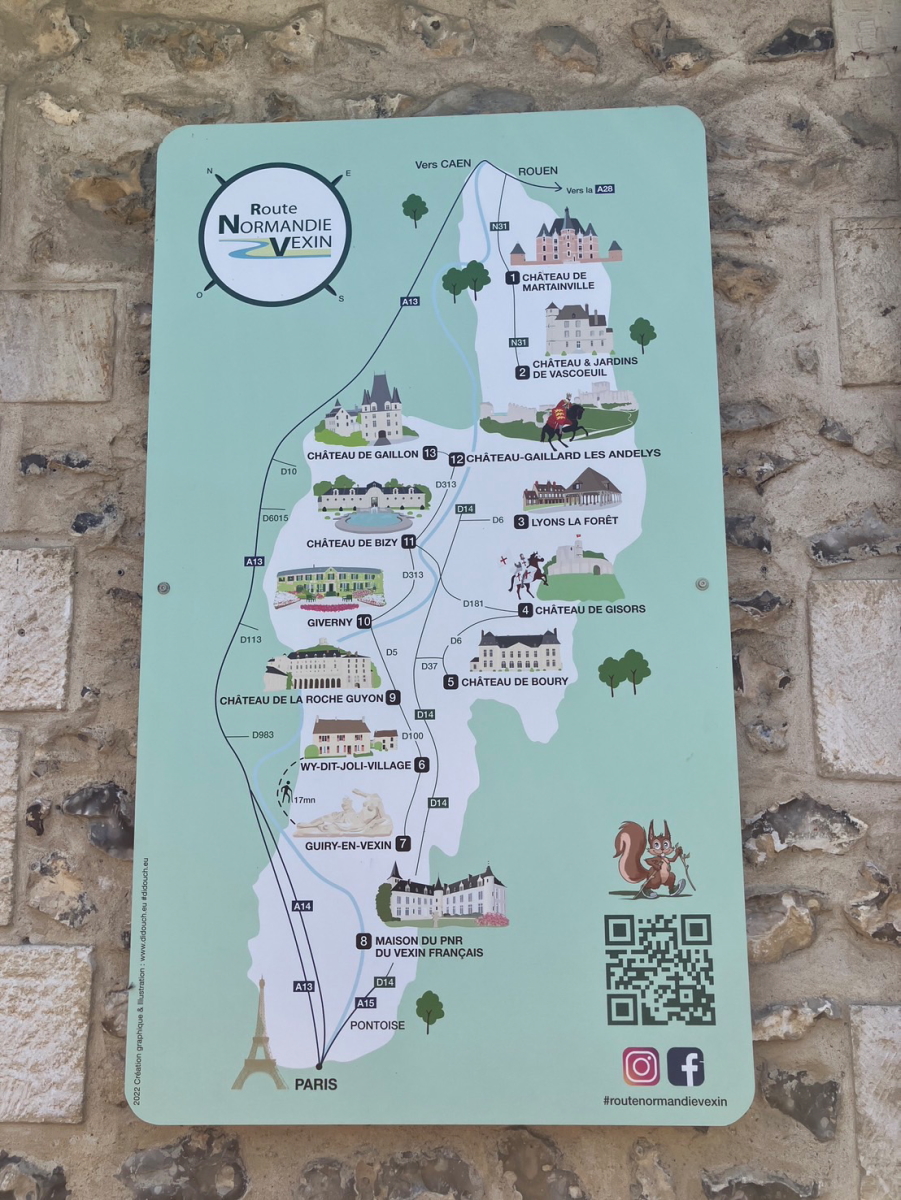 N
E
O
S
Route
NORMANDIE
VEXIN
Vers CAEN
ROUEN
Vers la A28
N31
1 CHÂTEAU DE
MARTAINVILLE
A13
N31
2 CHÂTEAU & JARDINS
DE VASCOEUIL
CHÂTEAU DE GAILLON 13
12 CHÂTEAU-GAILLARD LES ANDELYS
D10
D313
D14
D6
3 LYONS LA FORÊT
D6015
CHÂTEAU DE BIZY 11
A13
D313
D181
4 CHÂTEAU DE GISORS
GIVERNY 10
D113
D6
D5
D37
5 CHÂTEAU DE BOURY
CHÂTEAU DE LA ROCHE GUYON 9
D14
D983
D100
WY-DIT-JOLI-VILLAGE 6
17mn
D14
GUIRY-EN-VEXIN 7
A14
8 MAISON DU PNR
DU VEXIN FRANÇAIS
A13
D14
A15
PONTOISE
PARIS
#routenormandievexin
2022 Création graphique & Illustration : www.didouch.eu #didouch.eu